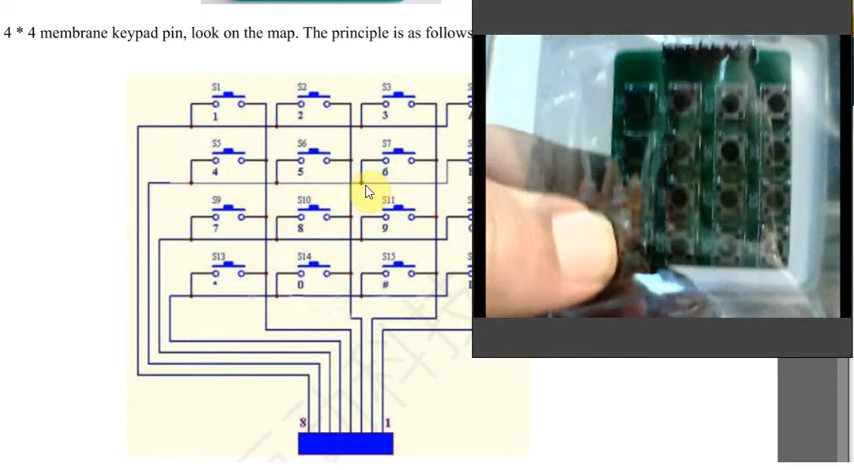 4 * 4 membrane keypad pin, look on the map. The principle is as follows
S1 S2 S3
1 2 3
S5 S6 S7
4 5 6
S9 S10 S11
7 8 9
S13 S14 S15
* 0 #
8 1